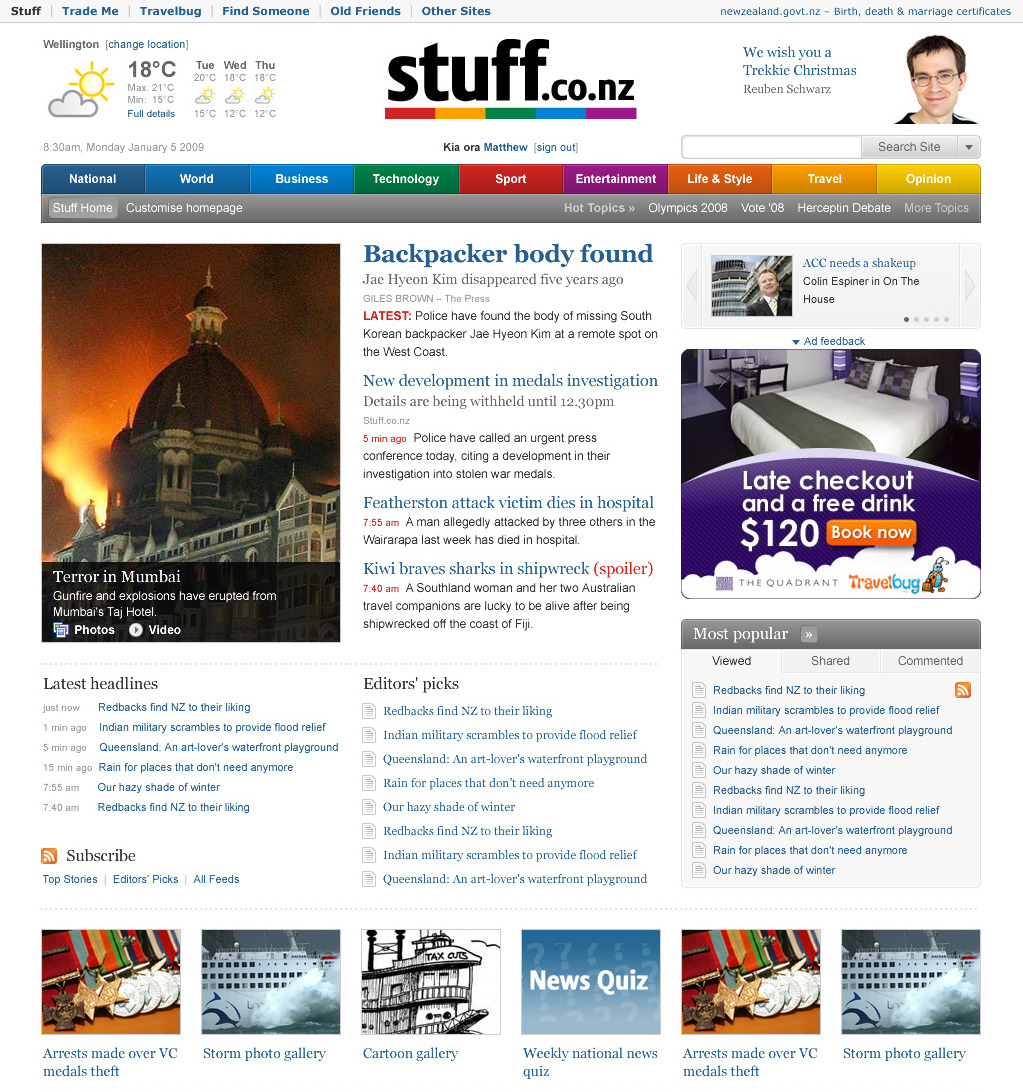 Stuff | Trade Me | Travelbug | Find Someone | Old Friends | Other Sites
newzealand.govt.nz – Birth, death & marriage certificates
Wellington [change location]
18°C
Max: 21°C
Min: 15°C
Full details
Tue Wed Thu
20°C 18°C 18°C
15°C 12°C 12°C
stuff.co.nz
We wish you a
Trekkie Christmas
Reuben Schwarz
8:30am, Monday January 5 2009
Kia ora Matthew [sign out]
Search Site
National World Business Technology Sport Entertainment Life & Style Travel Opinion
Stuff Home Customise homepage
Hot Topics » Olympics 2008 Vote '08 Herceptin Debate More Topics
Terror in Mumbai
Gunfire and explosions have erupted from
Mumbai's Taj Hotel.
Photos Video
Backpacker body found
Jae Hyeon Kim disappeared five years ago
GILES BROWN – The Press
LATEST: Police have found the body of missing South
Korean backpacker Jae Hyeon Kim at a remote spot on
the West Coast.
New development in medals investigation
Details are being withheld until 12.30pm
Stuff.co.nz
5 min ago Police have called an urgent press
conference today, citing a development in their
investigation into stolen war medals.
Featherston attack victim dies in hospital
7:55 am A man allegedly attacked by three others in the
Wairarapa last week has died in hospital.
Kiwi braves sharks in shipwreck (spoiler)
7:40 am A Southland woman and her two Australian
travel companions are lucky to be alive after being
shipwrecked off the coast of Fiji.
ACC needs a shakeup
Colin Espiner in On The
House
Ad feedback
Late checkout
and a free drink
$120 Book now
THE QUADRANT Travelbug
Most popular »
Viewed Shared Commented
Redbacks find NZ to their liking
Indian military scrambles to provide flood relief
Queensland: An art-lover's waterfront playground
Rain for places that don't need anymore
Our hazy shade of winter
Redbacks find NZ to their liking
Indian military scrambles to provide flood relief
Queensland: An art-lover's waterfront playground
Rain for places that don't need anymore
Our hazy shade of winter
Latest headlines
just now Redbacks find NZ to their liking
1 min ago Indian military scrambles to provide flood relief
5 min ago Queensland: An art-lover's waterfront playground
15 min ago Rain for places that don't need anymore
7:55 am Our hazy shade of winter
7:40 am Redbacks find NZ to their liking
Subscribe
Top Stories | Editors' Picks | All Feeds
Editors' picks
Redbacks find NZ to their liking
Indian military scrambles to provide flood relief
Queensland: An art-lover's waterfront playground
Rain for places that don't need anymore
Our hazy shade of winter
Redbacks find NZ to their liking
Indian military scrambles to provide flood relief
Queensland: An art-lover's waterfront playground
TAX CUTS
News Quiz
Arrests made over VC
medals theft
Storm photo gallery
Cartoon gallery
Weekly national news
quiz
Arrests made over VC
medals theft
Storm photo gallery